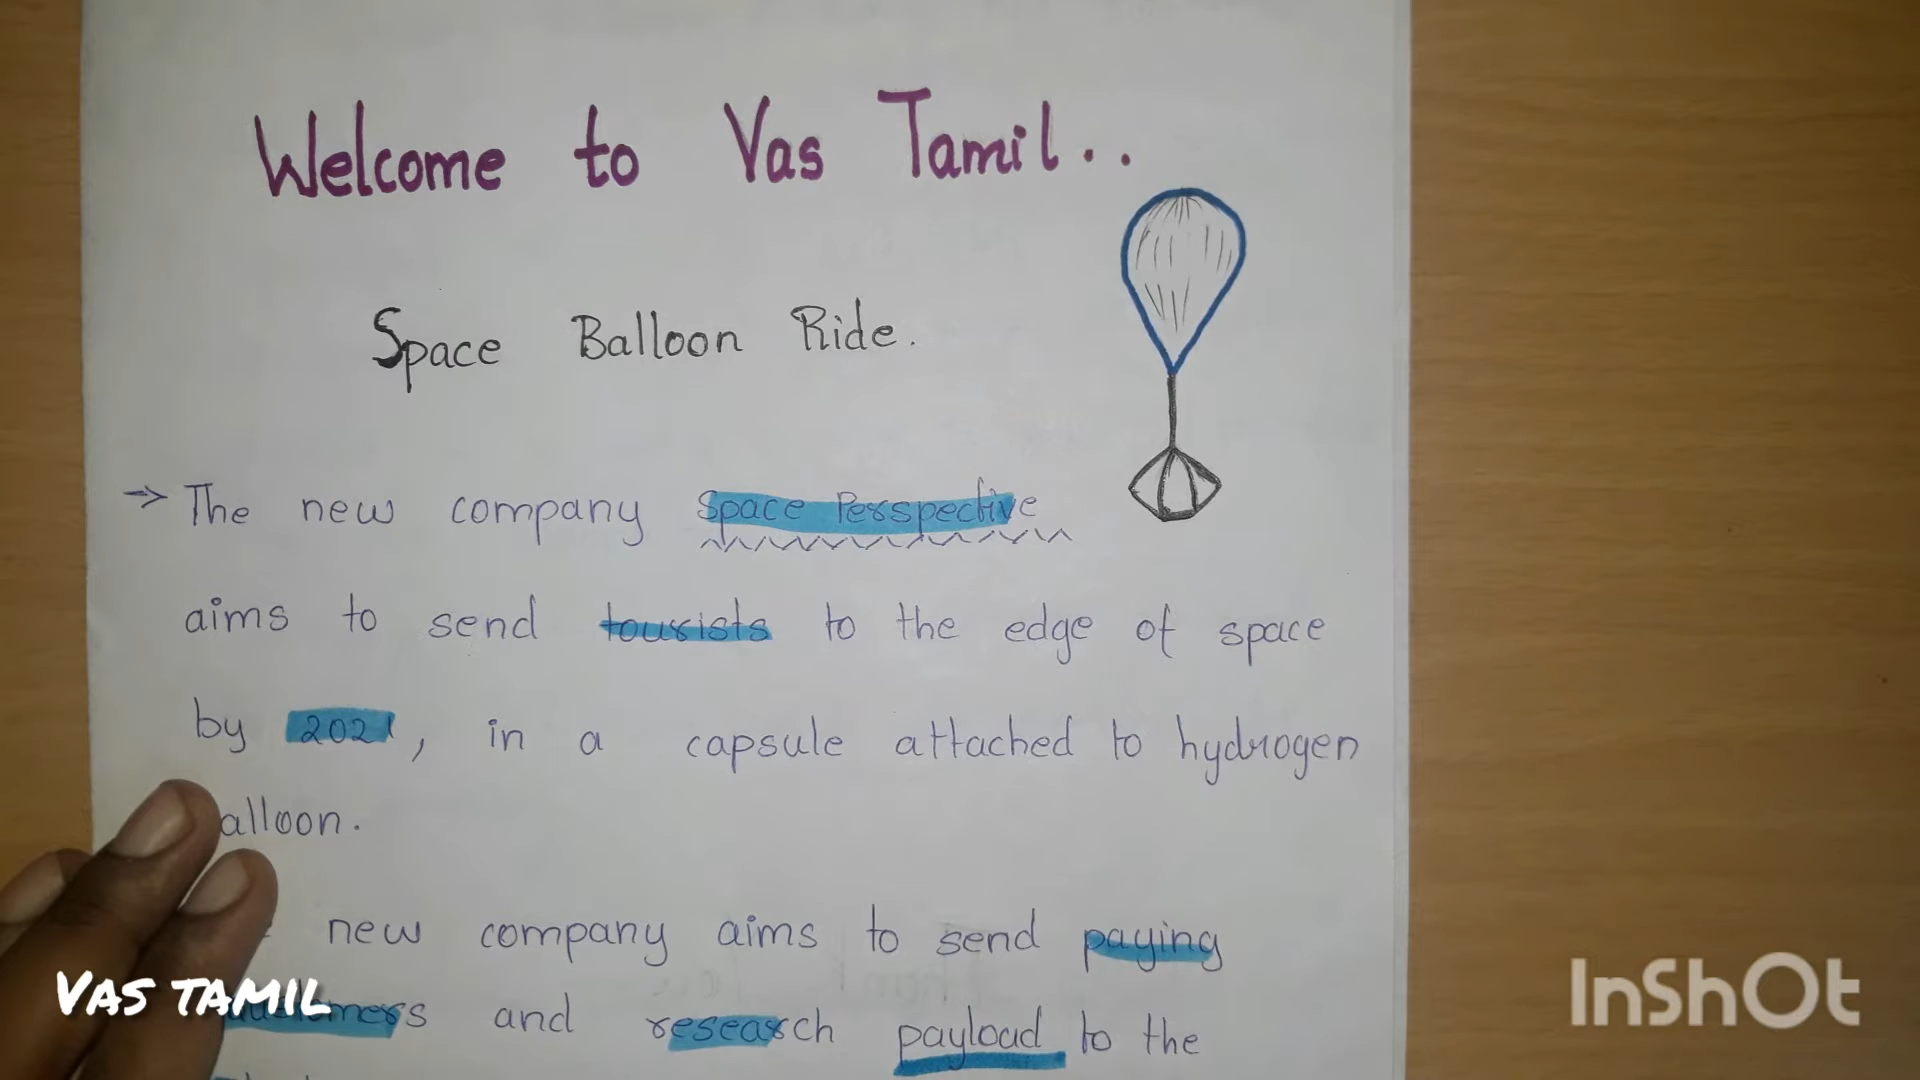 Welcome to Vas Tamil..
Space Balloon Ride.
→ The new company Space Perspective
aims to send tourists to the edge of space
by 2021, in a capsule attached to hydrogen
alloon.
new company aims to send paying
and research payload to the
VAS TAMIL
InShOt